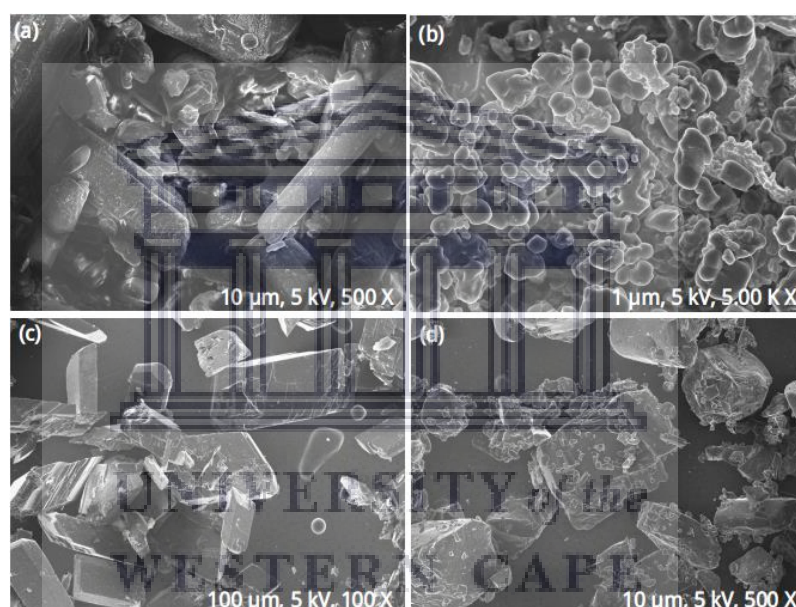 (a)
(b)
10 μm, 5 kV, 500 X
1 μm, 5 kV, 5.00 K X
(c)
(d)
UNIVERSITY of the
WESTERN CAPE
100 μm, 5 kV, 100 X
10 μm, 5 kV, 500 X